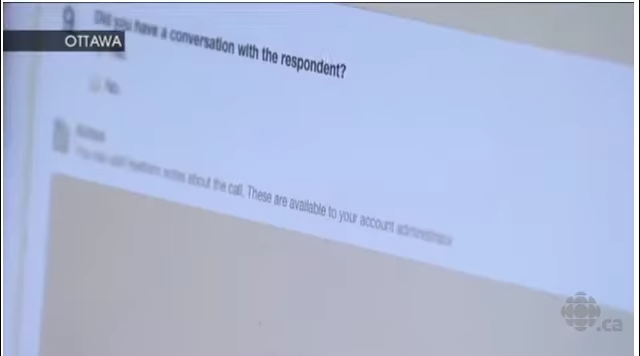 OTTAWA
Did you have a conversation with the respondent?
No
Notes
You can add freeform notes about the call. These are available to your account administrator
.ca